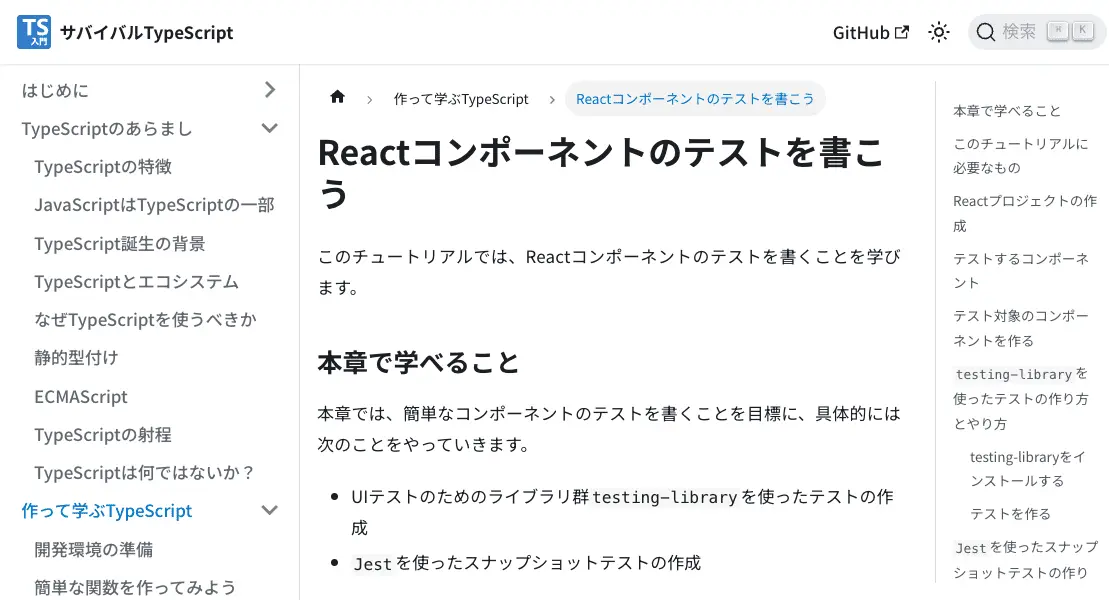 TS
入門
サバイバルTypeScript
GitHub
検索
⌘
K
はじめに
TypeScriptのあらまし
TypeScriptの特徴
JavaScriptはTypeScriptの一部
TypeScript誕生の背景
TypeScriptとエコシステム
なぜTypeScriptを使うべきか
静的型付け
ECMAScript
TypeScriptの射程
TypeScriptは何ではないか？
作って学ぶTypeScript
開発環境の準備
簡単な関数を作ってみよう
作って学ぶTypeScript
Reactコンポーネントのテストを書こう
Reactコンポーネントのテストを書こ
う
このチュートリアルでは、Reactコンポーネントのテストを書くことを学び
ます。
本章で学べること
本章では、簡単なコンポーネントのテストを書くことを目標に、具体的には
次のことをやっていきます。
UIテストのためのライブラリ群testing-libraryを使ったテストの作
成
Jestを使ったスナップショットテストの作成
本章で学べること
このチュートリアルに
必要なもの
Reactプロジェクトの作
成
テストするコンポーネ
ント
テスト対象のコンポー
ネントを作る
testing-libraryを
使ったテストの作り方
とやり方
testing-libraryをイ
ンストールする
テストを作る
Jestを使ったスナップ
ショットテストの作り